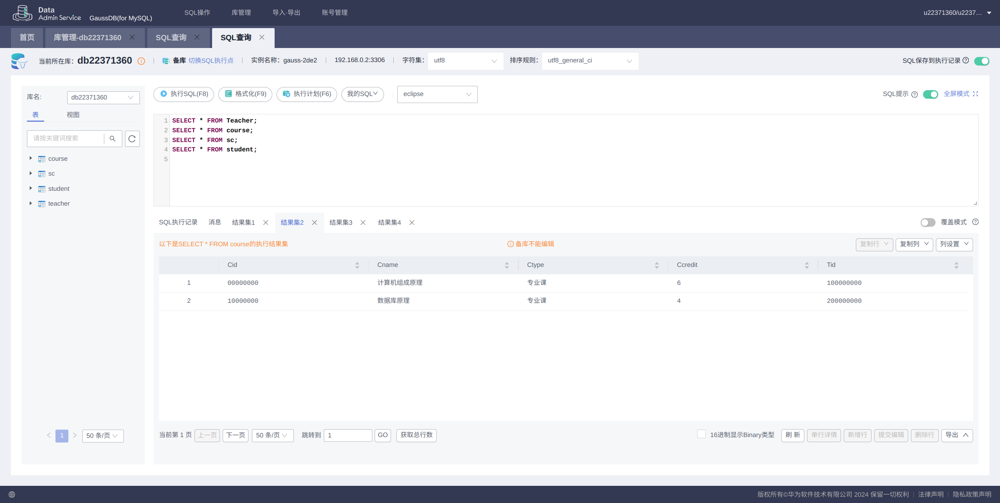 Data
Admin Service
GaussDB(for MySQL)
SQL操作
库管理
导入·导出
账号管理
u22371360/u2237...
首页
库管理-db22371360
SQL查询
SQL查询
当前所在库：db22371360
备库 切换SQL执行点
实例名称：gauss-2de2
192.168.0.2:3306
字符集： utf8
排序规则： utf8_general_ci
SQL保存到执行记录
库名: db22371360
表
视图
请按关键词搜索
course
sc
student
teacher
1
50 条/页
执行SQL(F8)
格式化(F9)
执行计划(F6)
我的SQL
eclipse
SQL提示
全屏模式
1 SELECT * FROM Teacher;
2 SELECT * FROM course;
3 SELECT * FROM sc;
4 SELECT * FROM student;
5
SQL执行记录
消息
结果集1
结果集2
结果集3
结果集4
覆盖模式
以下是SELECT * FROM course的执行结果集
备库不能编辑
复制行
复制列
列设置
Cid Cname Ctype Ccredit Tid
1 00000000 计算机组成原理 专业课 6 100000000
2 10000000 数据库原理 专业课 4 200000000
当前第 1 页
上一页
下一页
50 条/页
跳转到 1
GO
获取总行数
16进制显示Binary类型
刷 新
单行详情
新增行
提交编辑
删除行
导出
版权所有©华为软件技术有限公司 2024 保留一切权利 | 法律声明 | 隐私政策声明